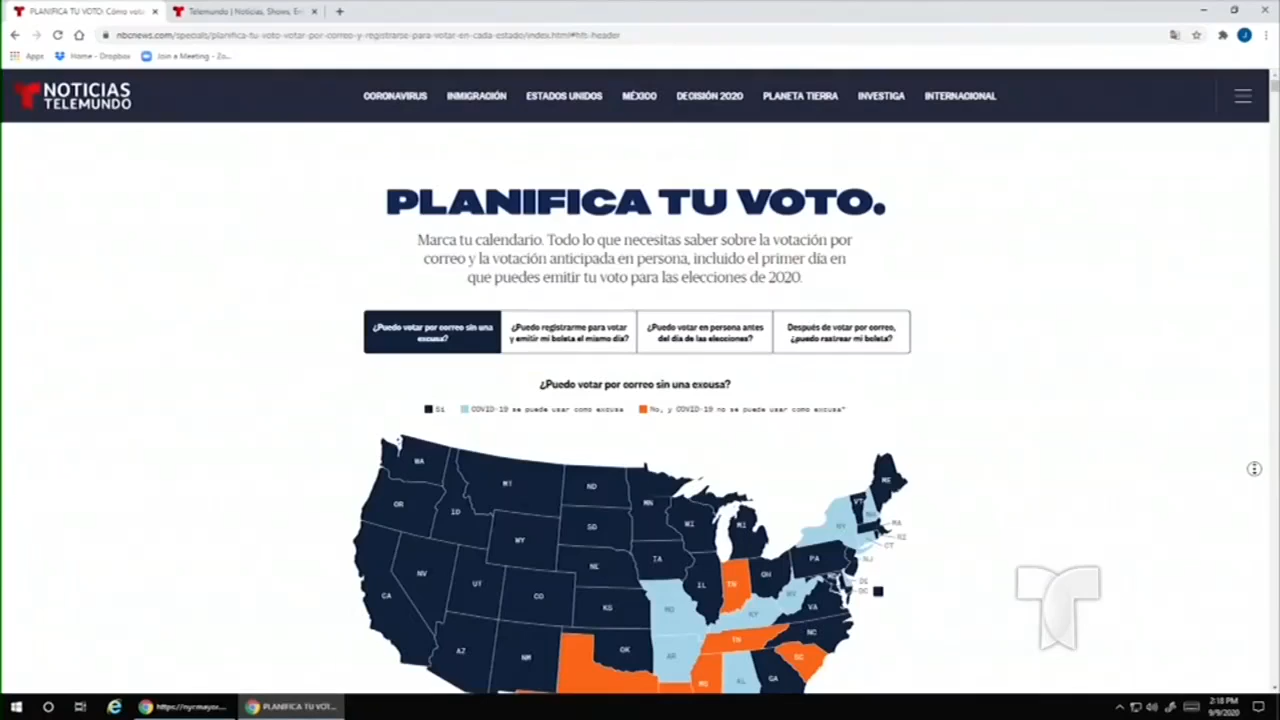 PLANIFICA TU VOTO: Cómo vota
Telemundo | Noticias, Shows, En
nbcnews.com/specials/planifica-tu-voto-votar-por-correo-y-registrarse-para-votar-en-cada-estado/index.html#hfs-header
J
Apps
Home - Dropbox
Join a Meeting - Zo...
NOTICIAS
TELEMUNDO
CORONAVIRUS
INMIGRACIÓN
ESTADOS UNIDOS
MÉXICO
DECISIÓN 2020
PLANETA TIERRA
INVESTIGA
INTERNACIONAL
PLANIFICA TU VOTO.
Marca tu calendario. Todo lo que necesitas saber sobre la votación por
correo y la votación anticipada en persona, incluido el primer día en
que puedes emitir tu voto para las elecciones de 2020.
¿Puedo votar por correo sin una
excusa?
¿Puedo registrarme para votar
y emitir mi boleta el mismo día?
¿Puedo votar en persona antes
del día de las elecciones?
Después de votar por correo,
¿puedo rastrear mi boleta?
¿Puedo votar por correo sin una excusa?
Sí
COVID-19 se puede usar como excusa
No, y COVID-19 no se puede usar como excusa*
WA
MT
ND
MN
ME
VT
OR
ID
SD
WI
MI
NY
MA
RI
CT
WY
IA
PA
NJ
NE
NV
UT
CO
IL
IN
OH
WV
DE
DC
CA
KS
MO
KY
VA
NC
TN
AZ
NM
OK
AR
SC
MS
AL
GA
https://nycmayor...
PLANIFICA TU VOT...
2:18 PM
9/9/2020